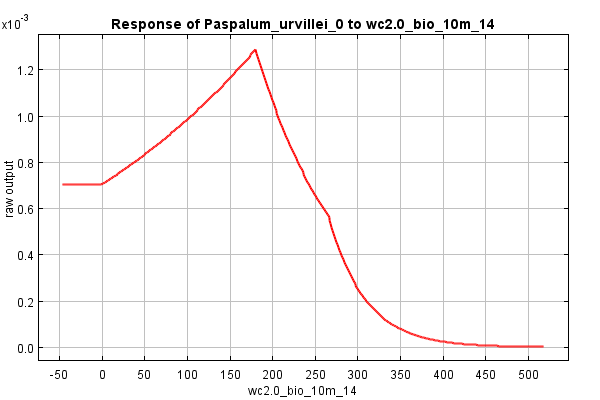 Response of Paspalum_urvillei_0 to wc2.0_bio_10m_14
x10^-3
1.2
1.0
0.8
0.6
0.4
0.2
0.0
raw output
-50 0 50 100 150 200 250 300 350 400 450 500
wc2.0_bio_10m_14